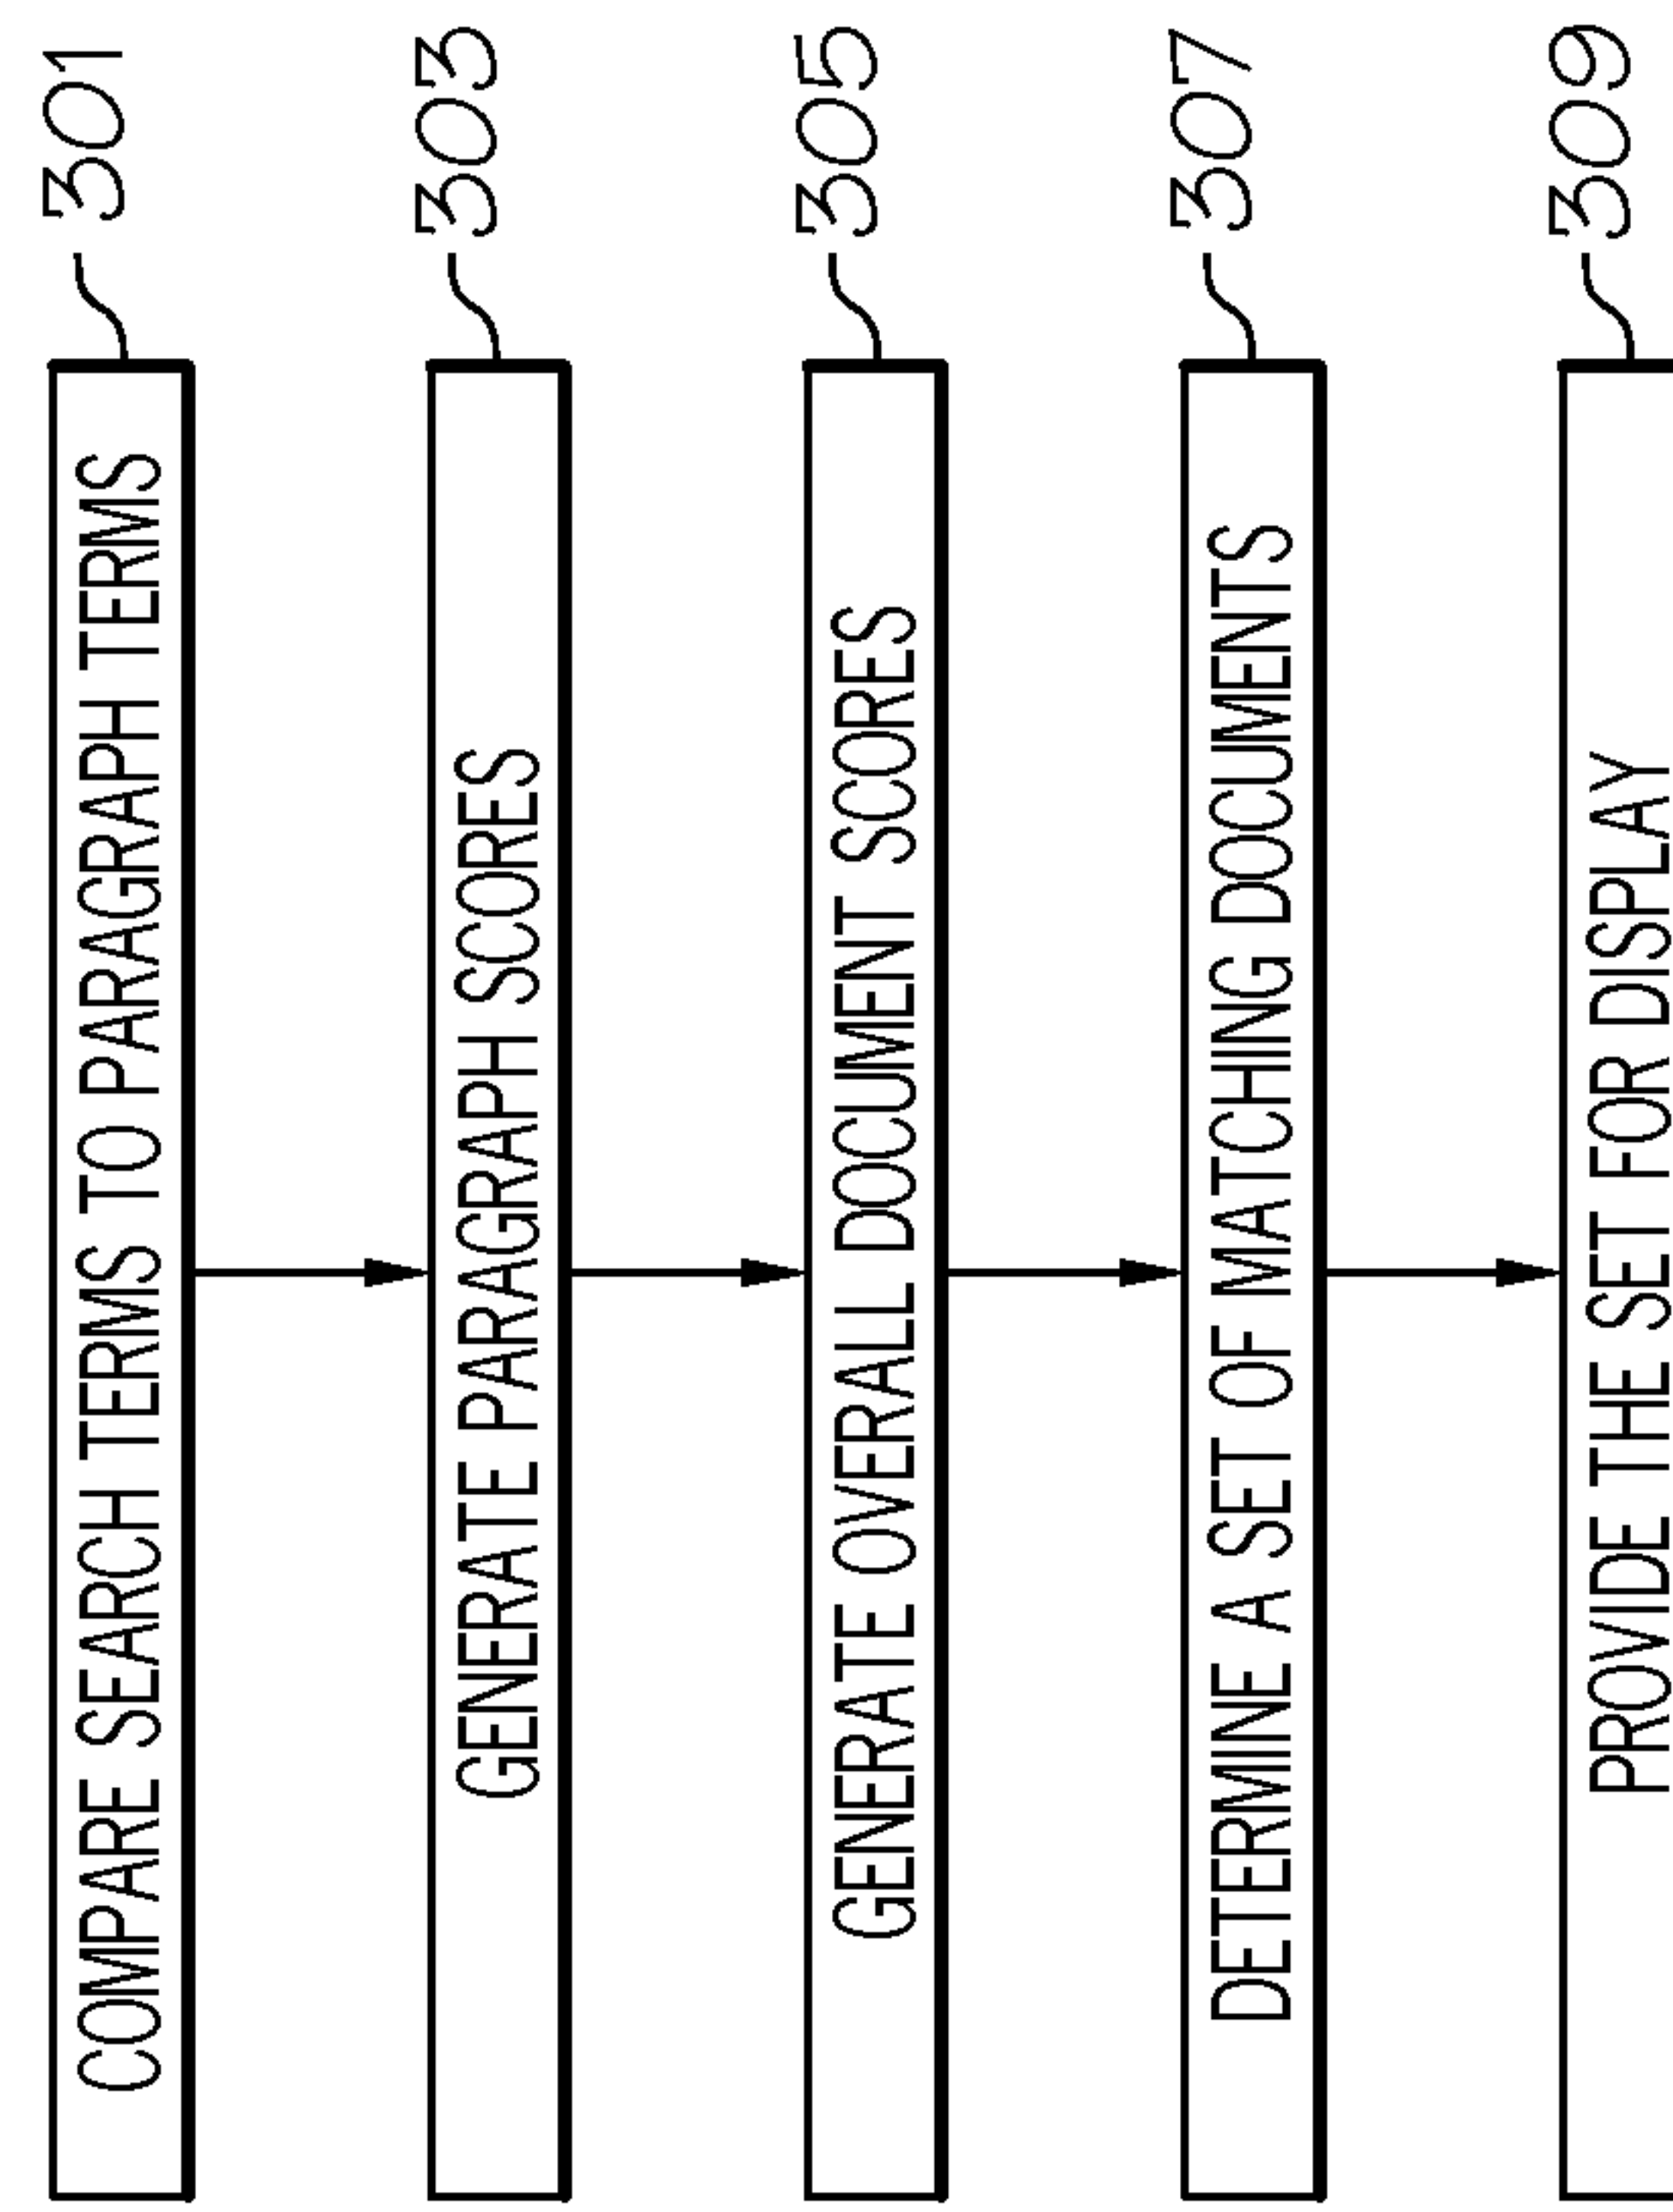 COMPARE SEARCH TERMS TO PARAGRAPH TERMS
301
GENERATE PARAGRAPH SCORES
303
GENERATE OVERALL DOCUMENT SCORES
305
DETERMINE A SET OF MATCHING DOCUMENTS
307
PROVIDE THE SET FOR DISPLAY
309